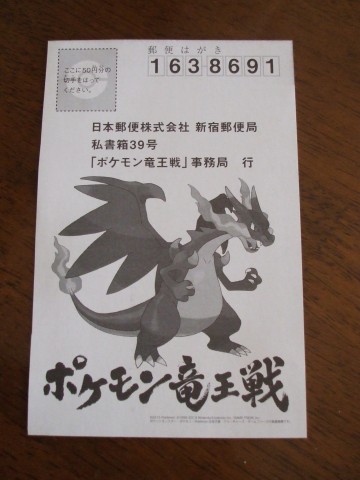 郵便はがき
1638691
ここに50円分の
切手をはって
ください。
日本郵便株式会社 新宿郵便局
私書箱39号
「ポケモン竜王戦」事務局 行
ポケモン竜王戦